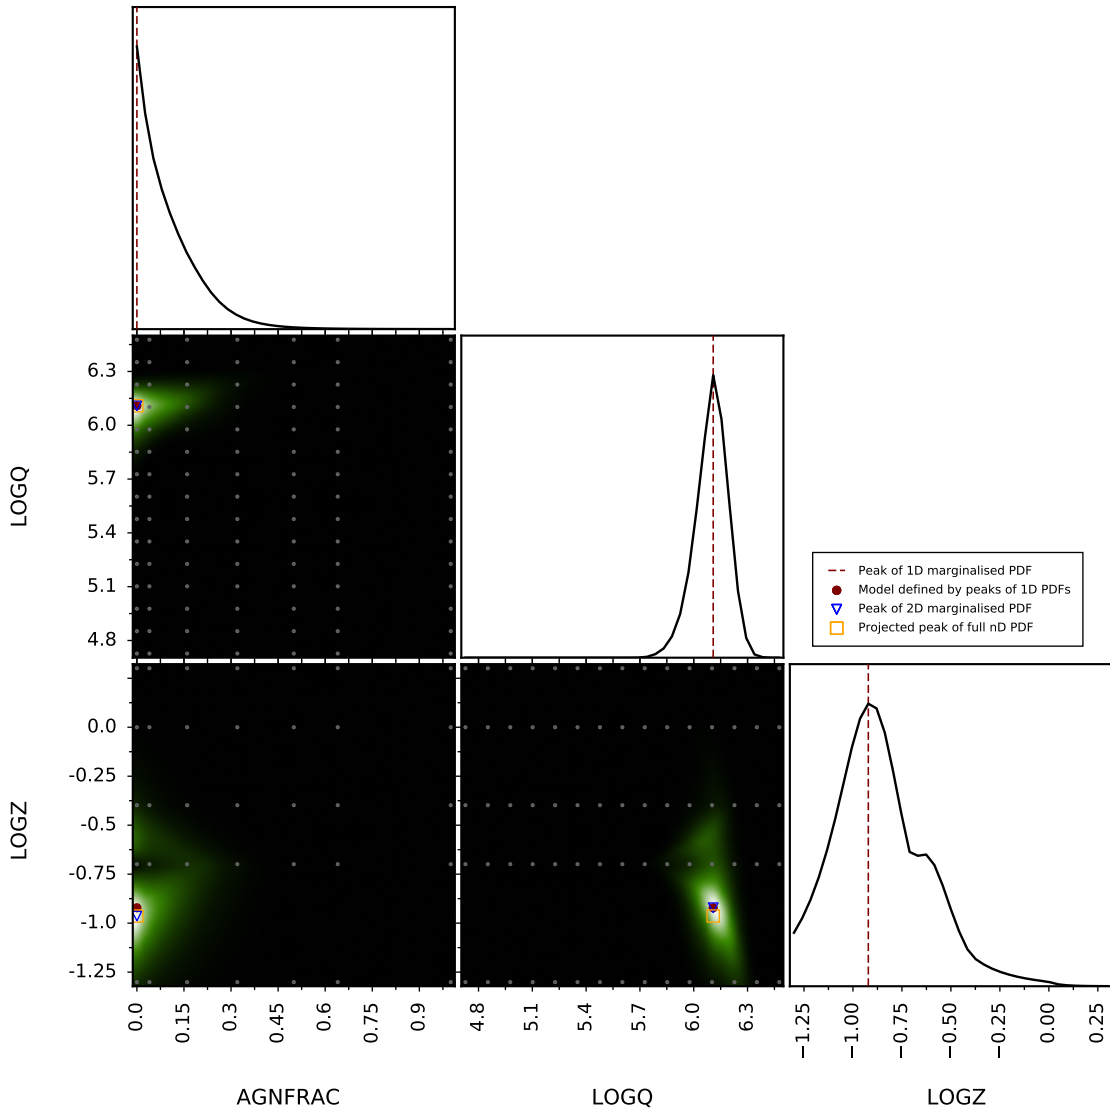 6.3
6.0
5.7
5.4
5.1
4.8
LOGQ
Peak of 1D marginalised PDF
Model defined by peaks of 1D PDFs
Peak of 2D marginalised PDF
Projected peak of full nD PDF
0.0
-0.25
-0.5
-0.75
-1.0
-1.25
LOGZ
0.0 0.15 0.3 0.45 0.6 0.75 0.9
4.8 5.1 5.4 5.7 6.0 6.3
−1.25 −1.00 −0.75 −0.50 −0.25 0.00 0.25
AGNFRAC LOGQ LOGZ